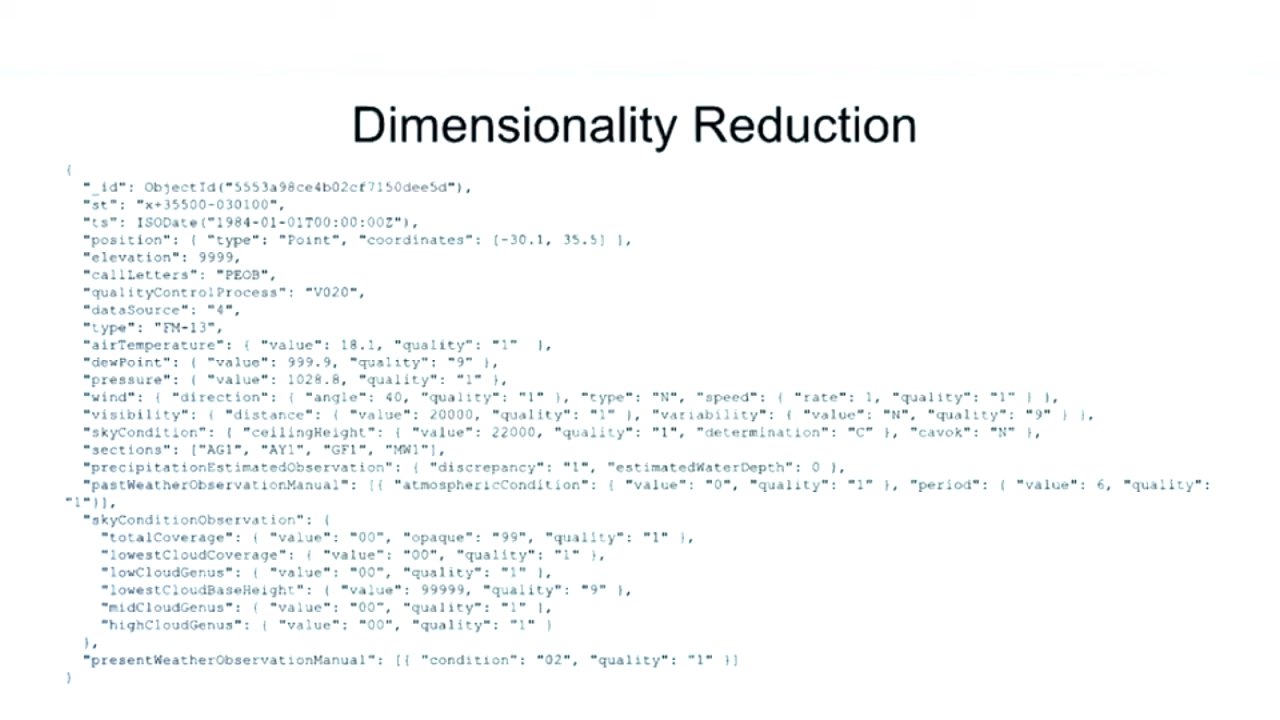 Dimensionality Reduction
{
"_id": ObjectId("5553a98ce4b02cf7150dee5d"),
"st": "x+35500-030100",
"ts": ISODate("1984-01-01T00:00:00Z"),
"position": { "type": "Point", "coordinates": [-30.1, 35.5] },
"elevation": 9999,
"callLetters": "PEOB",
"qualityControlProcess": "V020",
"dataSource": "4",
"type": "FM-13",
"airTemperature": { "value": 18.1, "quality": "1" },
"dewPoint": { "value": 999.9, "quality": "9" },
"pressure": { "value": 1028.8, "quality": "1" },
"wind": { "direction": { "angle": 40, "quality": "1" }, "type": "N", "speed": { "rate": 1, "quality": "1" } },
"visibility": { "distance": { "value": 20000, "quality": "1" }, "variability": { "value": "N", "quality": "9" } },
"skyCondition": { "ceilingHeight": { "value": 22000, "quality": "1", "determination": "C" }, "cavok": "N" },
"sections": ["AG1", "AY1", "GF1", "MW1"],
"precipitationEstimatedObservation": { "discrepancy": "1", "estimatedWaterDepth": 0 },
"pastWeatherObservationManual": [{ "atmosphericCondition": { "value": "0", "quality": "1" }, "period": { "value": 6, "quality":
"1"}}],
"skyConditionObservation": {
"totalCoverage": { "value": "00", "opaque": "99", "quality": "1" },
"lowestCloudCoverage": { "value": "00", "quality": "1" },
"lowCloudGenus": { "value": "00", "quality": "1" },
"lowestCloudBaseHeight": { "value": 99999, "quality": "9" },
"midCloudGenus": { "value": "00", "quality": "1" },
"highCloudGenus": { "value": "00", "quality": "1" }
},
"presentWeatherObservationManual": [{ "condition": "02", "quality": "1" }]
}